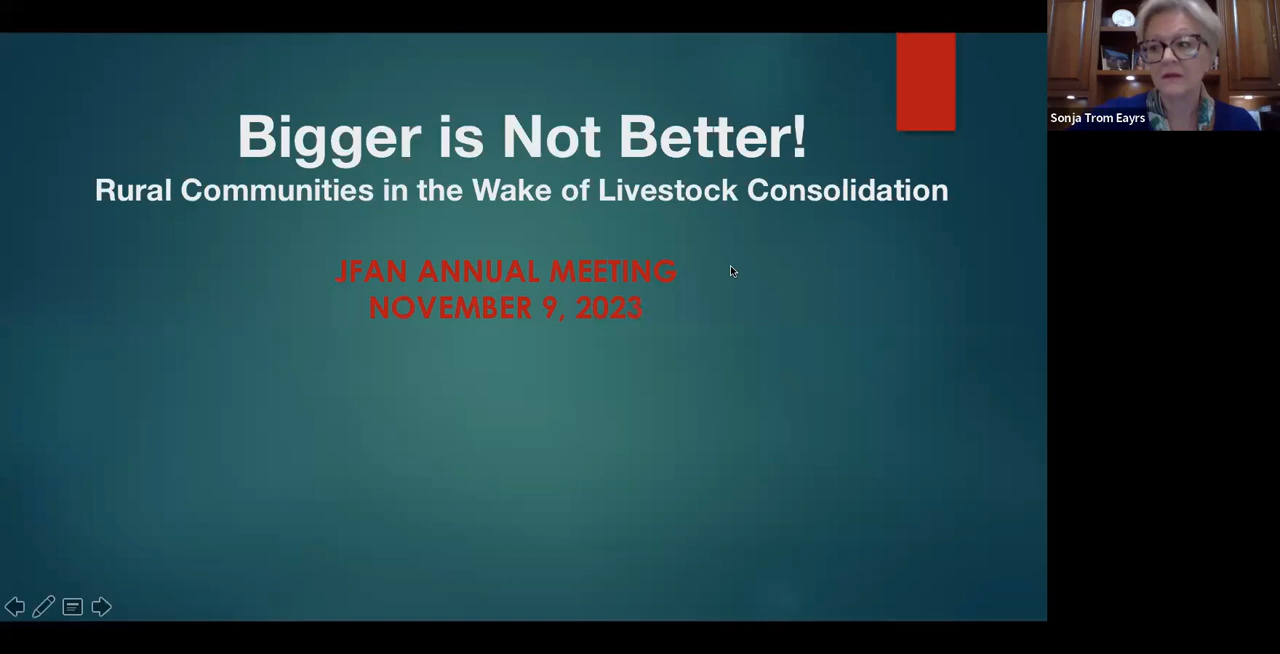 Bigger is Not Better!
Rural Communities in the Wake of Livestock Consolidation
JFAN ANNUAL MEETING
NOVEMBER 9, 2023
Sonja Trom Eayrs